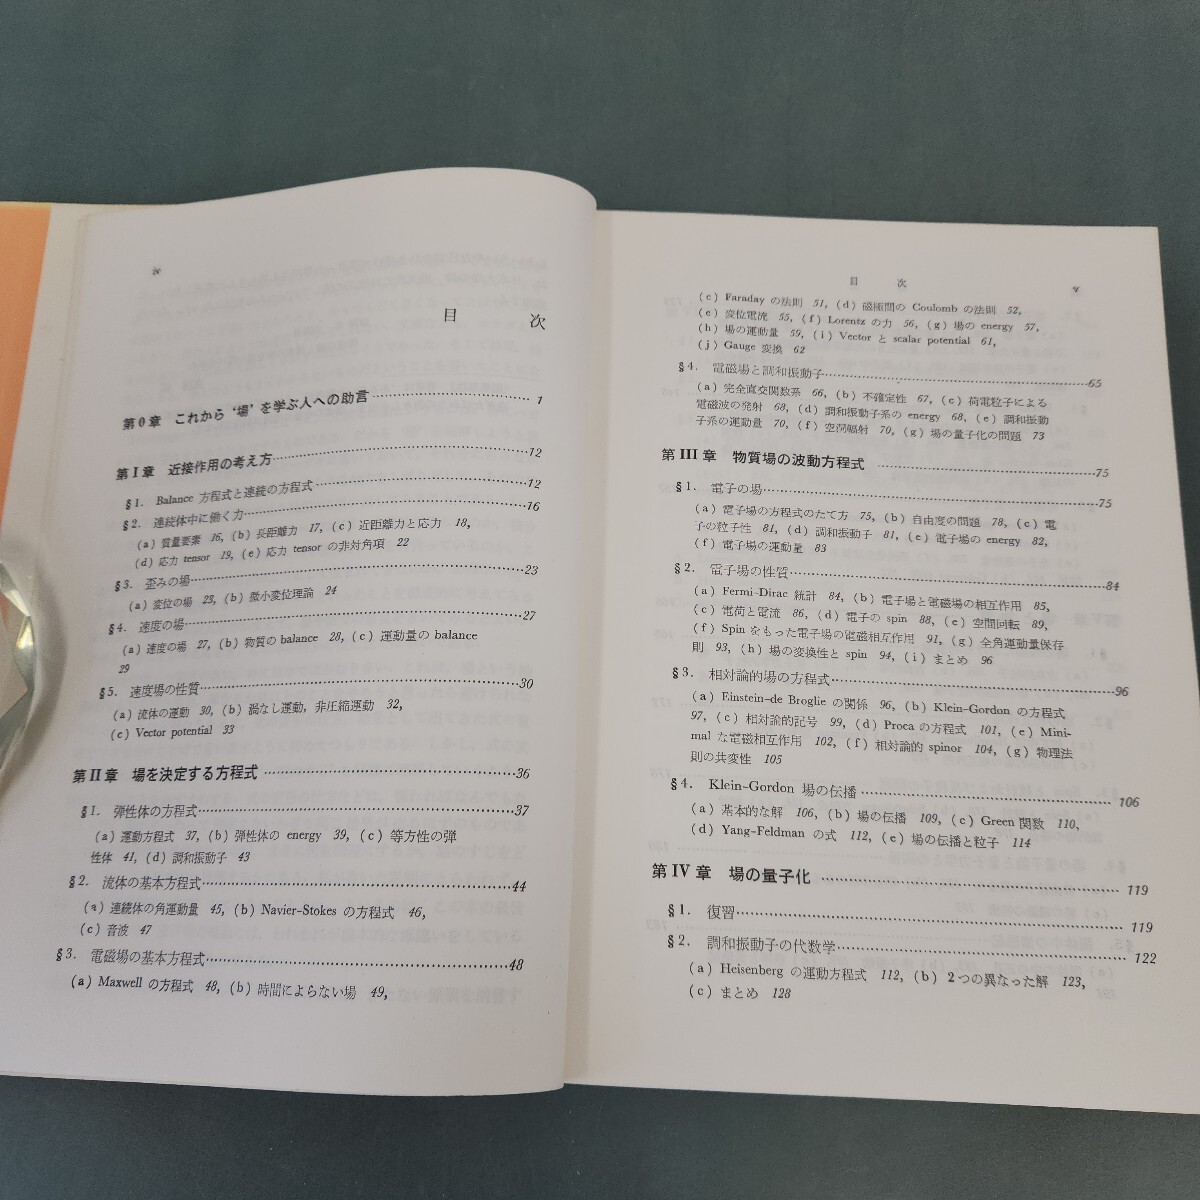 iv
目 次
第0章 これから‘場’を学ぶ人への助言 1
第I章 近接作用の考え方 12
§1. Balance 方程式と連続の方程式 12
§2. 連続体中に働く力 16
(a) 質量要素 16, (b) 長距離力 17, (c) 近距離力と応力 18,
(d) 応力 tensor 19, (e) 応力 tensor の非対角項 22
§3. 歪みの場 23
(a) 変位の場 23, (b) 微小変位理論 24
§4. 速度の場 27
(a) 速度の場 27, (b) 物質の balance 28, (c) 運動量の balance
29
§5. 速度場の性質 30
(a) 流体の運動 30, (b) 渦なし運動, 非圧縮運動 32,
(c) Vector potential 33
第II章 場を決定する方程式 36
§1. 弾性体の方程式 37
(a) 運動方程式 37, (b) 弾性体の energy 39, (c) 等方性の弾
性体 41, (d) 調和振動子 43
§2. 流体の基本方程式 44
(a) 連続体の角運動量 45, (b) Navier-Stokes の方程式 46,
(c) 音波 47
§3. 電磁場の基本方程式 48
(a) Maxwell の方程式 48, (b) 時間によらない場 49,
目 次 v
(c) Faraday の法則 51, (d) 磁極間の Coulomb の法則 52,
(e) 変位電流 55, (f) Lorentz の力 56, (g) 場の energy 57,
(h) 場の運動量 59, (i) Vector と scalar potential 61,
(j) Gauge 変換 62
§4. 電磁場と調和振動子 65
(a) 完全直交関数系 66, (b) 不確定性 67, (c) 荷電粒子による
電磁波の発射 68, (d) 調和振動子系の energy 68, (e) 調和振動
子系の運動量 70, (f) 空洞輻射 70, (g) 場の量子化の問題 73
第III章 物質場の波動方程式 75
§1. 電子の場 75
(a) 電子場の方程式のたて方 75, (b) 自由度の問題 78, (c) 電
子の粒子性 81, (d) 調和振動子 81, (e) 電子場の energy 82,
(f) 電子場の運動量 83
§2. 電子場の性質 84
(a) Fermi-Dirac 統計 84, (b) 電子場と電磁場の相互作用 85,
(c) 電荷と電流 86, (d) 電子の spin 88, (e) 空間回転 89,
(f) Spin をもった電子場の電磁相互作用 91, (g) 全角運動量保存
則 93, (h) 場の変換性と spin 94, (i) まとめ 96
§3. 相対論的場の方程式 96
(a) Einstein-de Broglie の関係 96, (b) Klein-Gordon の方程式
97, (c) 相対論的記号 99, (d) Proca の方程式 101, (e) Mini-
mal な電磁相互作用 102, (f) 相対論的 spinor 104, (g) 物理法
則の共変性 105
§4. Klein-Gordon 場の伝播 106
(a) 基本的な解 106, (b) 場の伝播 109, (c) Green 関数 110,
(d) Yang-Feldman の式 112, (e) 場の伝播と粒子 114
第IV章 場の量子化 119
§1. 復習 119
§2. 調和振動子の代数学 122
(a) Heisenberg の運動方程式 112, (b) 2つの異なった解 123,
(c) まとめ 128